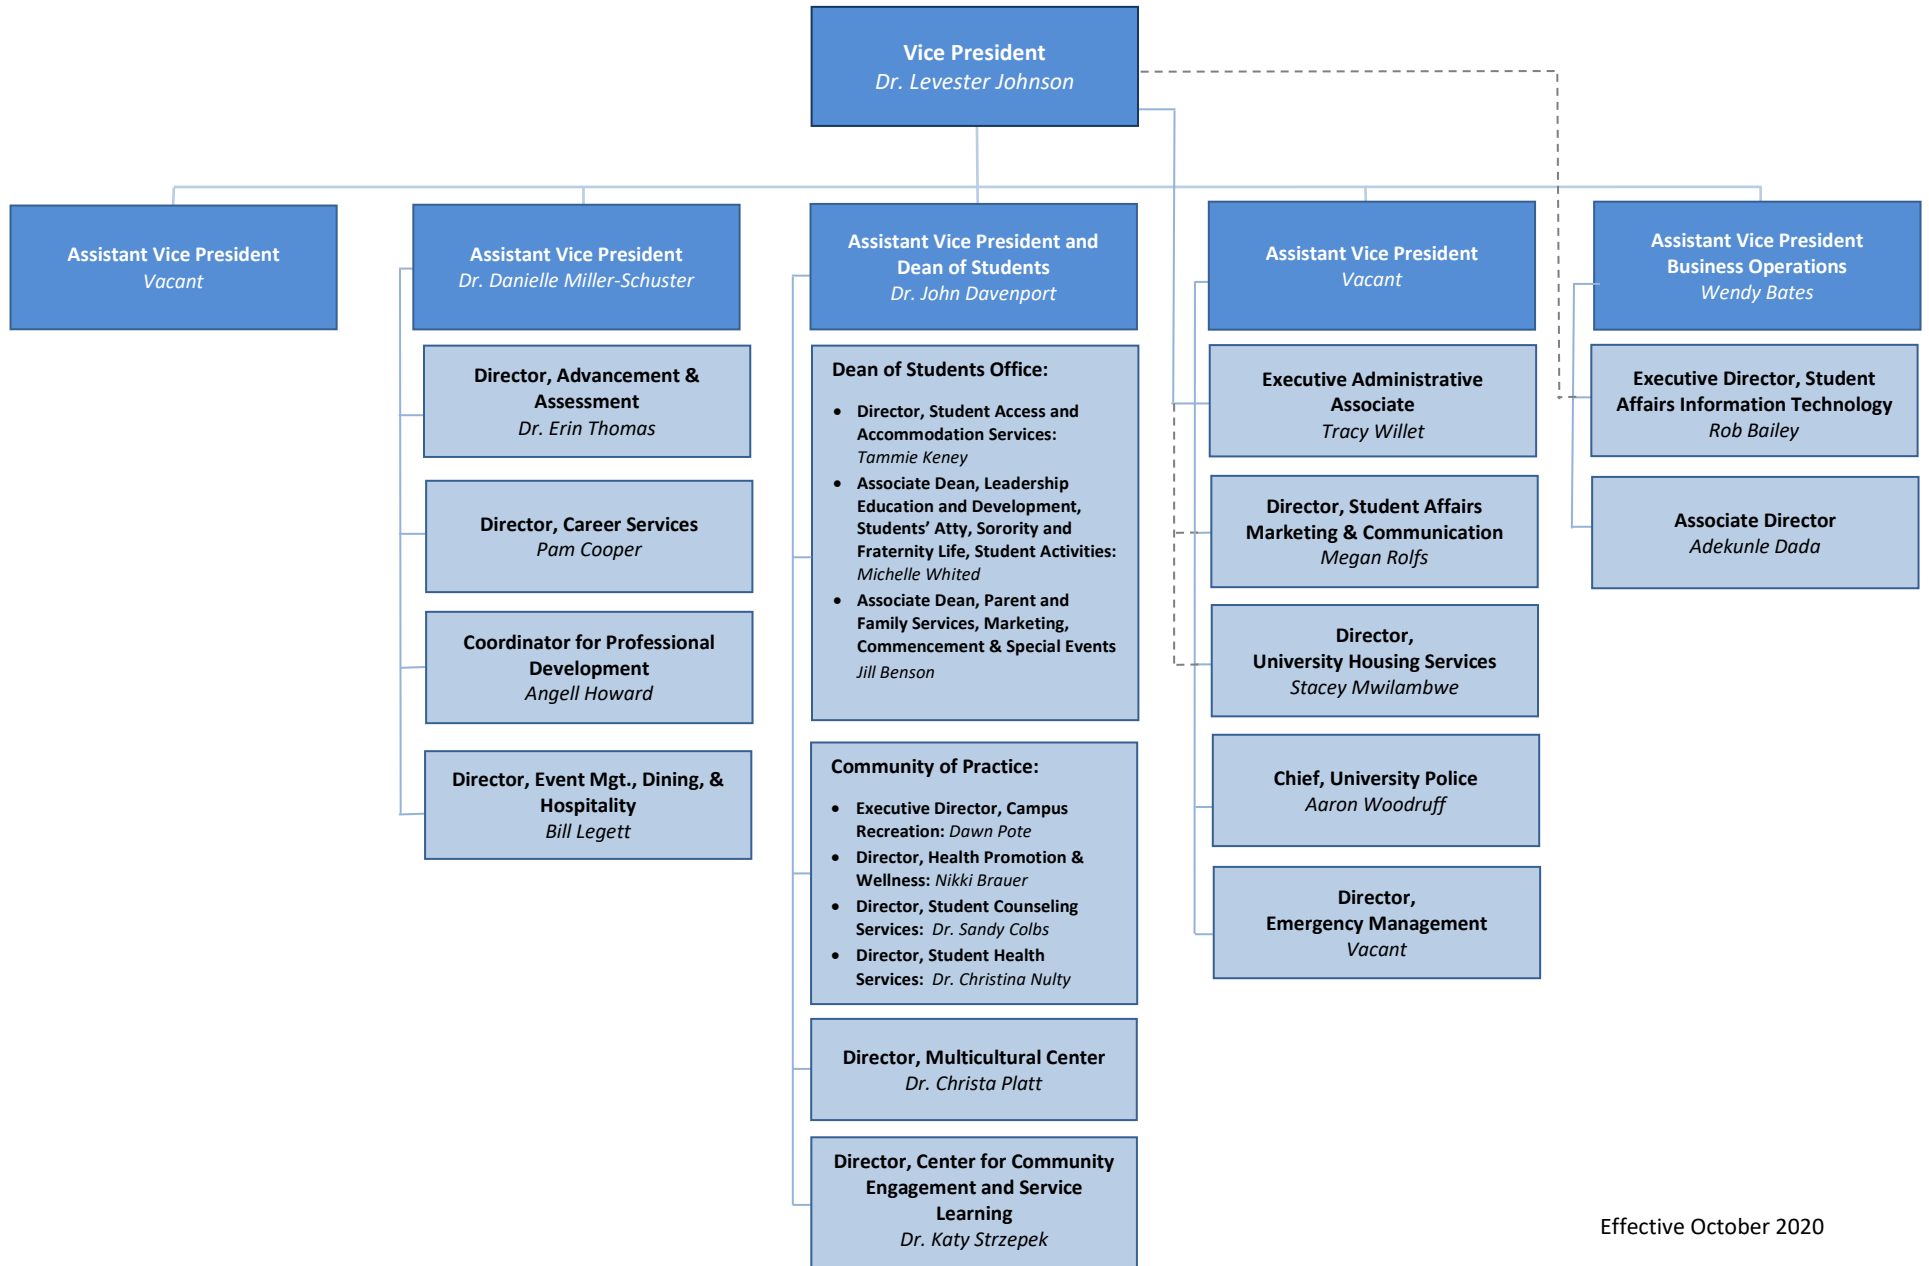 Vice President
Dr. Levester Johnson
Assistant Vice President
Vacant
Assistant Vice President
Dr. Danielle Miller-Schuster
Assistant Vice President and
Dean of Students
Dr. John Davenport
Assistant Vice President
Vacant
Assistant Vice President
Business Operations
Wendy Bates
Director, Advancement &
Assessment
Dr. Erin Thomas
Director, Career Services
Pam Cooper
Coordinator for Professional
Development
Angell Howard
Director, Event Mgt., Dining, &
Hospitality
Bill Legett
Dean of Students Office:
• Director, Student Access and
Accommodation Services:
Tammie Keney
• Associate Dean, Leadership
Education and Development,
Students’ Atty, Sorority and
Fraternity Life, Student Activities:
Michelle Whited
• Associate Dean, Parent and
Family Services, Marketing,
Commencement & Special Events
Jill Benson
Community of Practice:
• Executive Director, Campus
Recreation: Dawn Pote
• Director, Health Promotion &
Wellness: Nikki Brauer
• Director, Student Counseling
Services: Dr. Sandy Colbs
• Director, Student Health
Services: Dr. Christina Nulty
Director, Multicultural Center
Dr. Christa Platt
Director, Center for Community
Engagement and Service
Learning
Dr. Katy Strzepek
Executive Administrative
Associate
Tracy Willet
Director, Student Affairs
Marketing & Communication
Megan Rolfs
Director,
University Housing Services
Stacey Mwilambwe
Chief, University Police
Aaron Woodruff
Director,
Emergency Management
Vacant
Executive Director, Student
Affairs Information Technology
Rob Bailey
Associate Director
Adekunle Dada
Effective October 2020